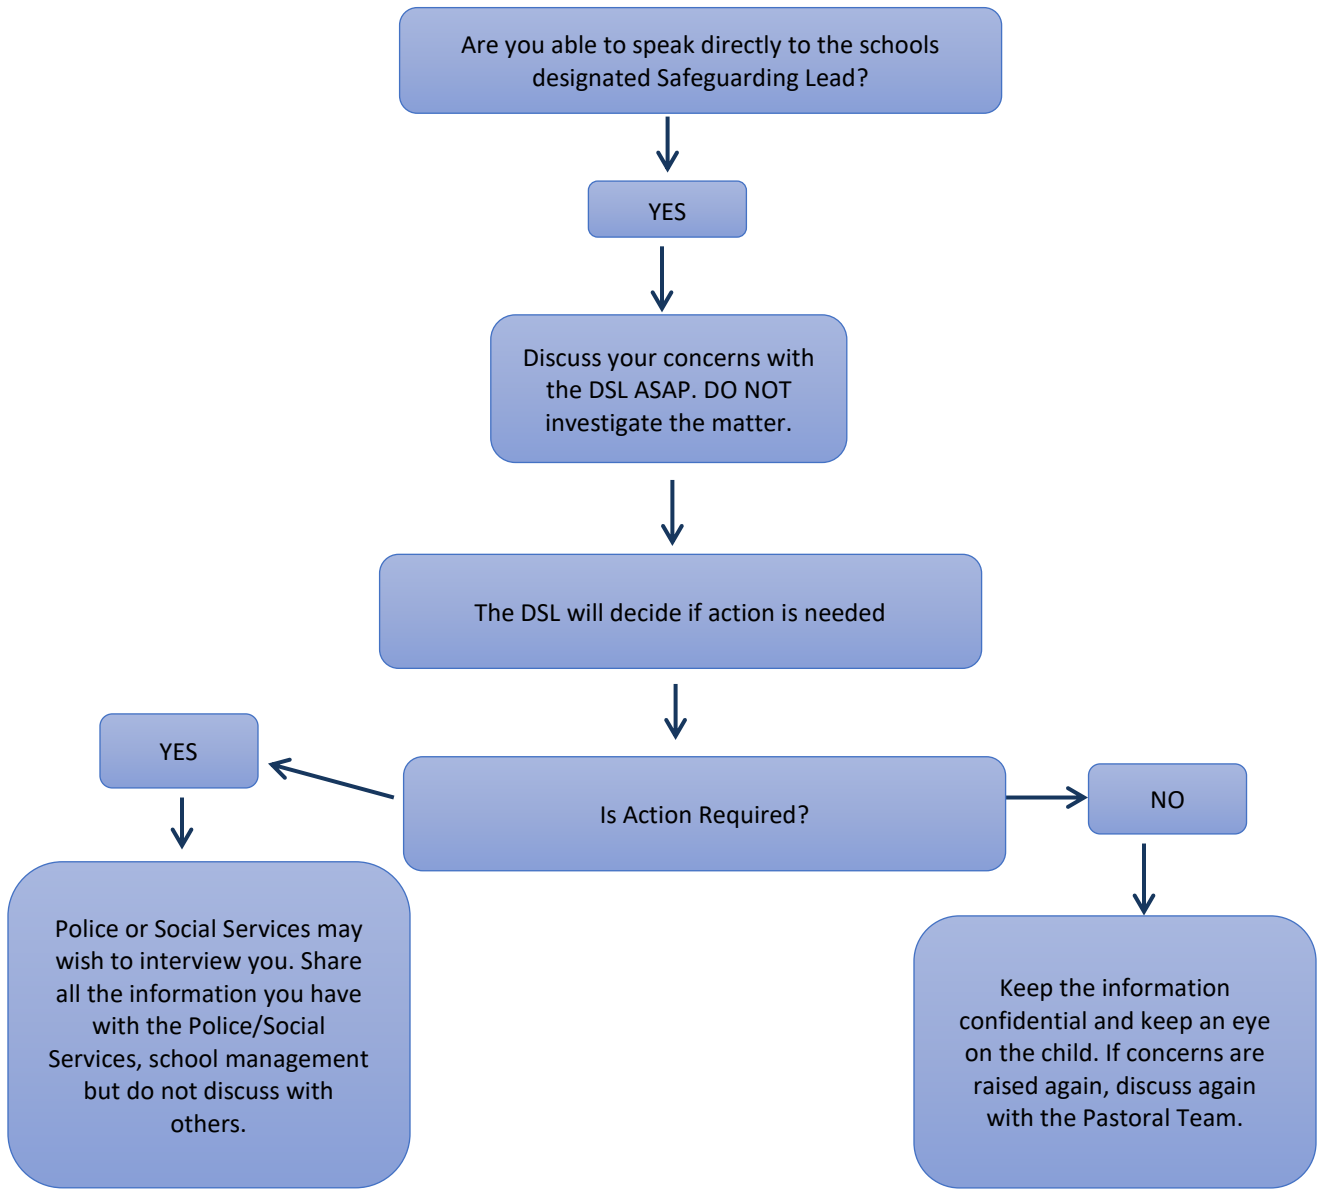 Are you able to speak directly to the schools
designated Safeguarding Lead?
YES
Discuss your concerns with
the DSL ASAP. DO NOT
investigate the matter.
The DSL will decide if action is needed
Is Action Required?
YES
Police or Social Services may
wish to interview you. Share
all the information you have
with the Police/Social
Services, school management
but do not discuss with
others.
NO
Keep the information
confidential and keep an eye
on the child. If concerns are
raised again, discuss again
with the Pastoral Team.